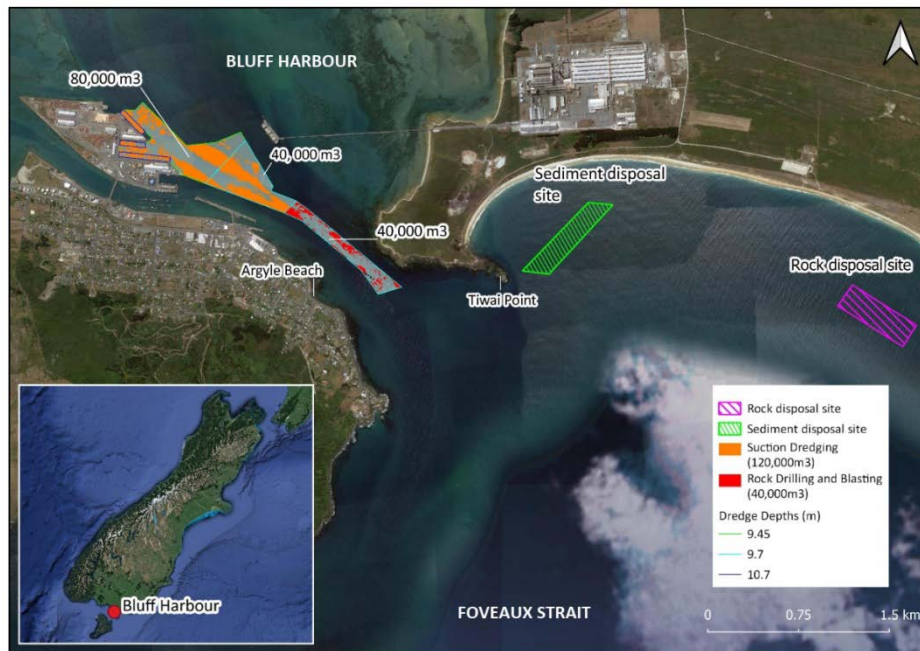 BLUFF HARBOUR
80,000 m3
40,000 m3
40,000 m3
Argyle Beach
Sediment disposal
site
Tiwai Point
Rock disposal site
Rock disposal site
Sediment disposal site
Suction Dredging
(120,000m3)
Rock Drilling and Blasting
(40,000m3)
Dredge Depths (m)
9.45
9.7
10.7
Bluff Harbour
FOVEAUX STRAIT
0 0.75 1.5 km